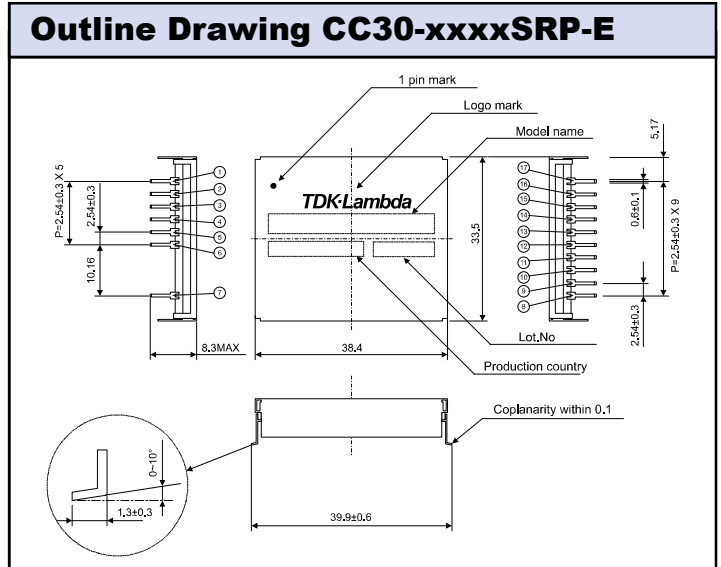 Outline Drawing CC30-xxxxSRP-E
1 pin mark
Logo mark
Model name
TDK·Lambda
Lot.No
Production country
Coplanarity within 0.1
P=2.54±0.3 X 5
2.54±0.3
10.16
8.3MAX
1
2
3
4
5
6
7
38.4
33.5
17
16
15
14
13
12
11
10
9
8
5.17
0.6±0.1
P=2.54±0.3 X 9
2.54±0.3
0~10°
1.3±0.3
39.9±0.6